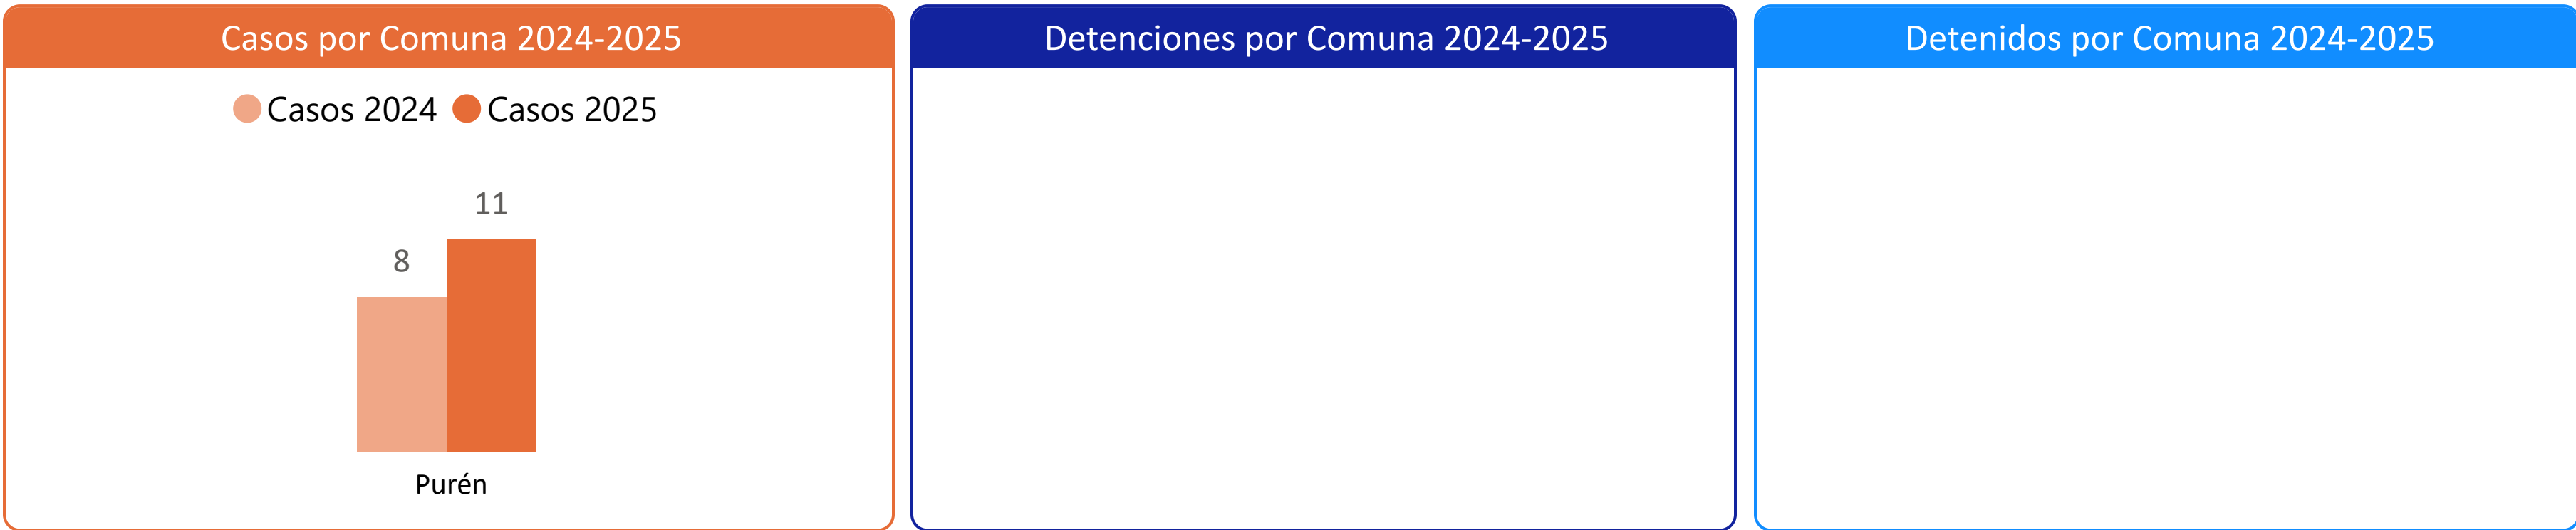 Casos por Comuna 2024-2025
Casos 2024 Casos 2025
11
8
Purén
Detenciones por Comuna 2024-2025
Detenidos por Comuna 2024-2025